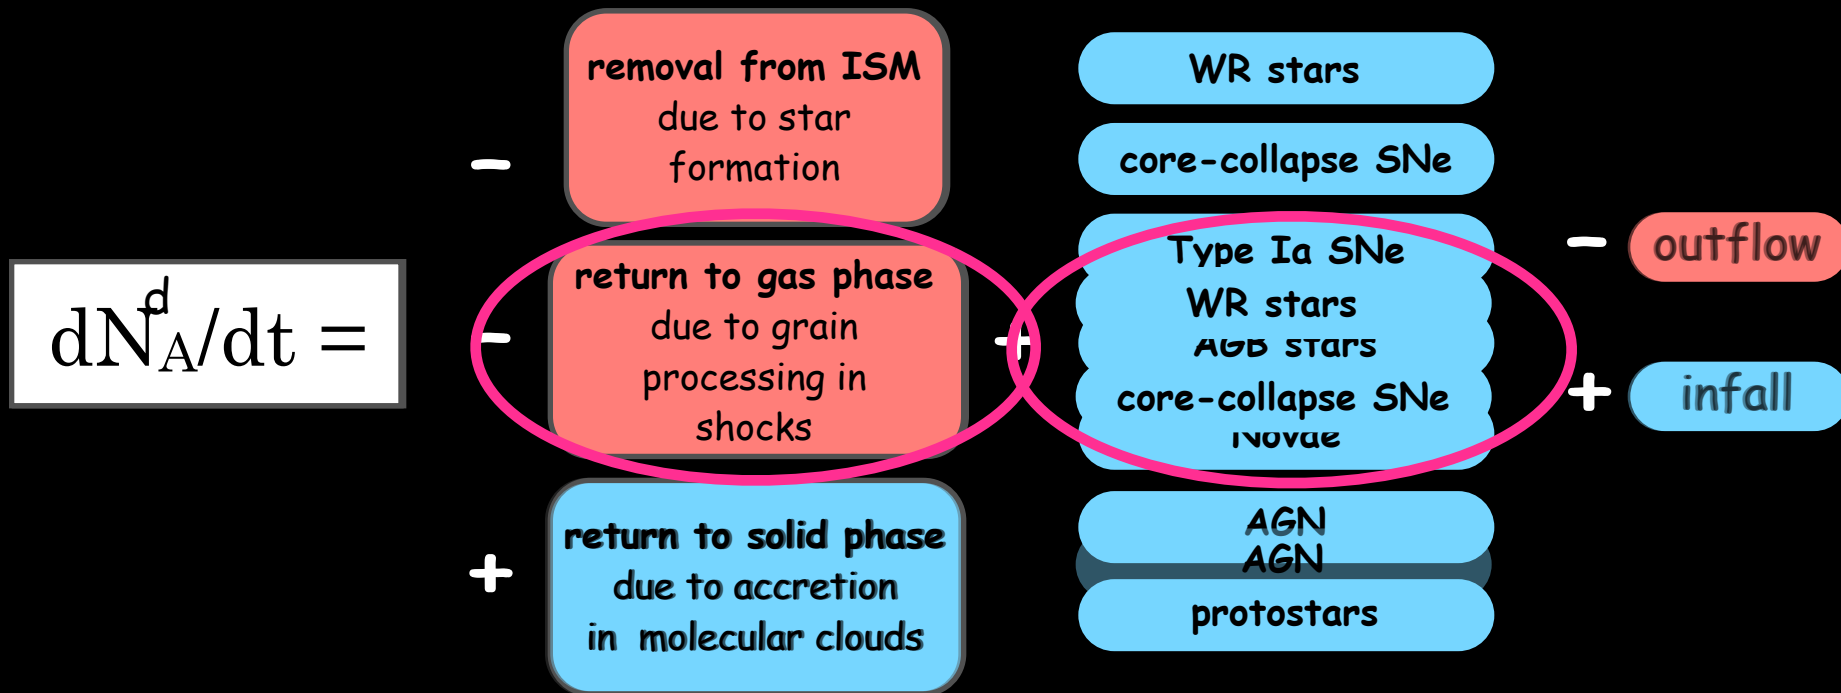 dN
d
A
/dt =
−
removal from ISM
due to star
formation
−
return to gas phase
due to grain
processing in
shocks
+
return to solid phase
due to accretion
in molecular clouds
+
WR stars
core-collapse SNe
Type Ia SNe
WR stars
AGB stars
core-collapse SNe
Novae
AGN
AGN
protostars
−
outflow
+
infall